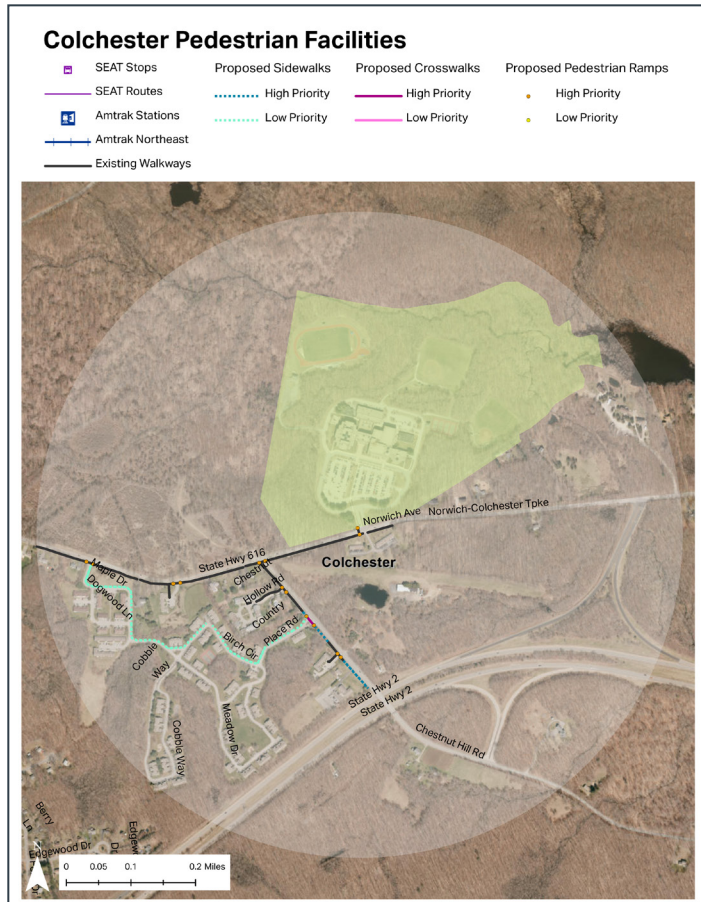 Colchester Pedestrian Facilities
SEAT Stops
SEAT Routes
Amtrak Stations
Amtrak Northeast
Existing Walkways
Proposed Sidewalks
High Priority
Low Priority
Proposed Crosswalks
High Priority
Low Priority
Proposed Pedestrian Ramps
High Priority
Low Priority
Norwich Ave
Norwich-Colchester Tpke
State Hwy 616
Colchester
Maple Dr
Chestnut
Dogwood Ln
Hollow Rd
Country
Place Rd
Birch Cir
Cobble
Way
State Hwy 2
State Hwy 2
Meadow Dr
Cobble Way
Chestnut Hill Rd
Berry
Ln
Edgewood Dr
Edgew
Dr
Dr
0 0.05 0.1 0.2 Miles